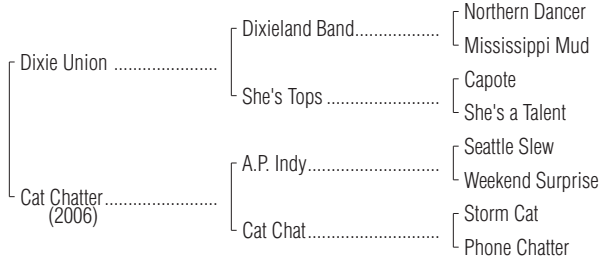 Northern Dancer
Dixieland Band..................
Mississippi Mud
Dixie Union ......................
Capote
She's Tops ........................
She's a Talent
Seattle Slew
A.P. Indy............................
Weekend Surprise
Cat Chatter........................
(2006)
Storm Cat
Cat Chat............................
Phone Chatter